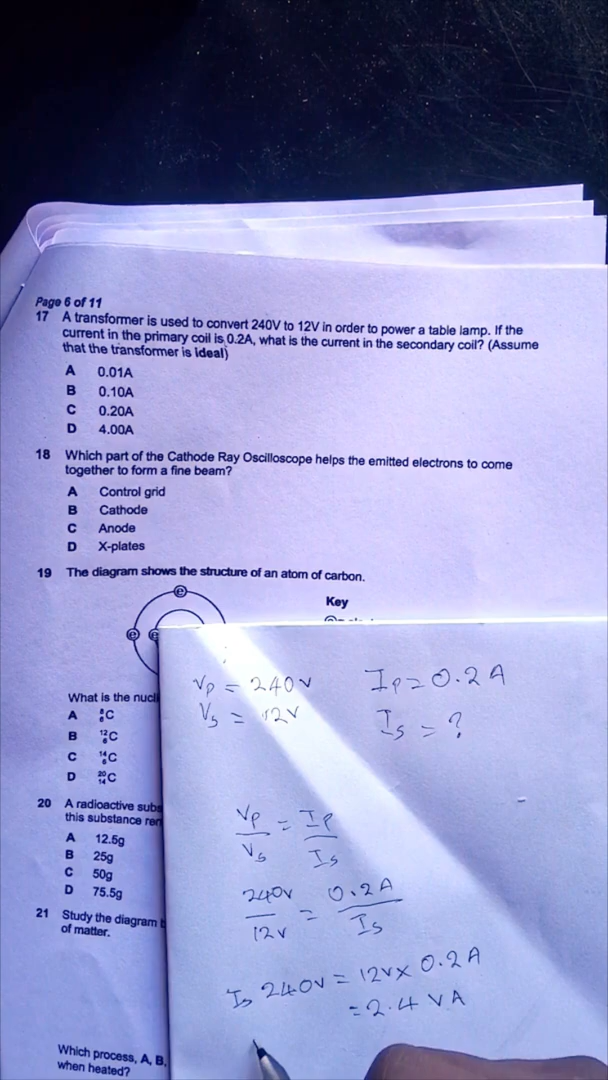 Page 6 of 11
17 A transformer is used to convert 240V to 12V in order to power a table lamp. If the
current in the primary coil is 0.2A, what is the current in the secondary coil? (Assume
that the transformer is ideal)
A 0.01A
B 0.10A
C 0.20A
D 4.00A
18 Which part of the Cathode Ray Oscilloscope helps the emitted electrons to come
together to form a fine beam?
A Control grid
B Cathode
C Anode
D X-plates
19 The diagram shows the structure of an atom of carbon.
Key
e
e e
What is the nucli
A ⁸₆C
B ¹²₆C
C ¹⁴₆C
D ²⁰₁₄C
20 A radioactive subs
this substance ren
A 12.5g
B 25g
C 50g
D 75.5g
21 Study the diagram
of matter.
Which process, A, B,
when heated?
Vp = 240V Ip = 0.2A
Vs = 12V Is = ?
Vp/Vs = Ip/Is
240V/12V = 0.2A/Is
Is 240V = 12V x 0.2A
= 2.4 VA